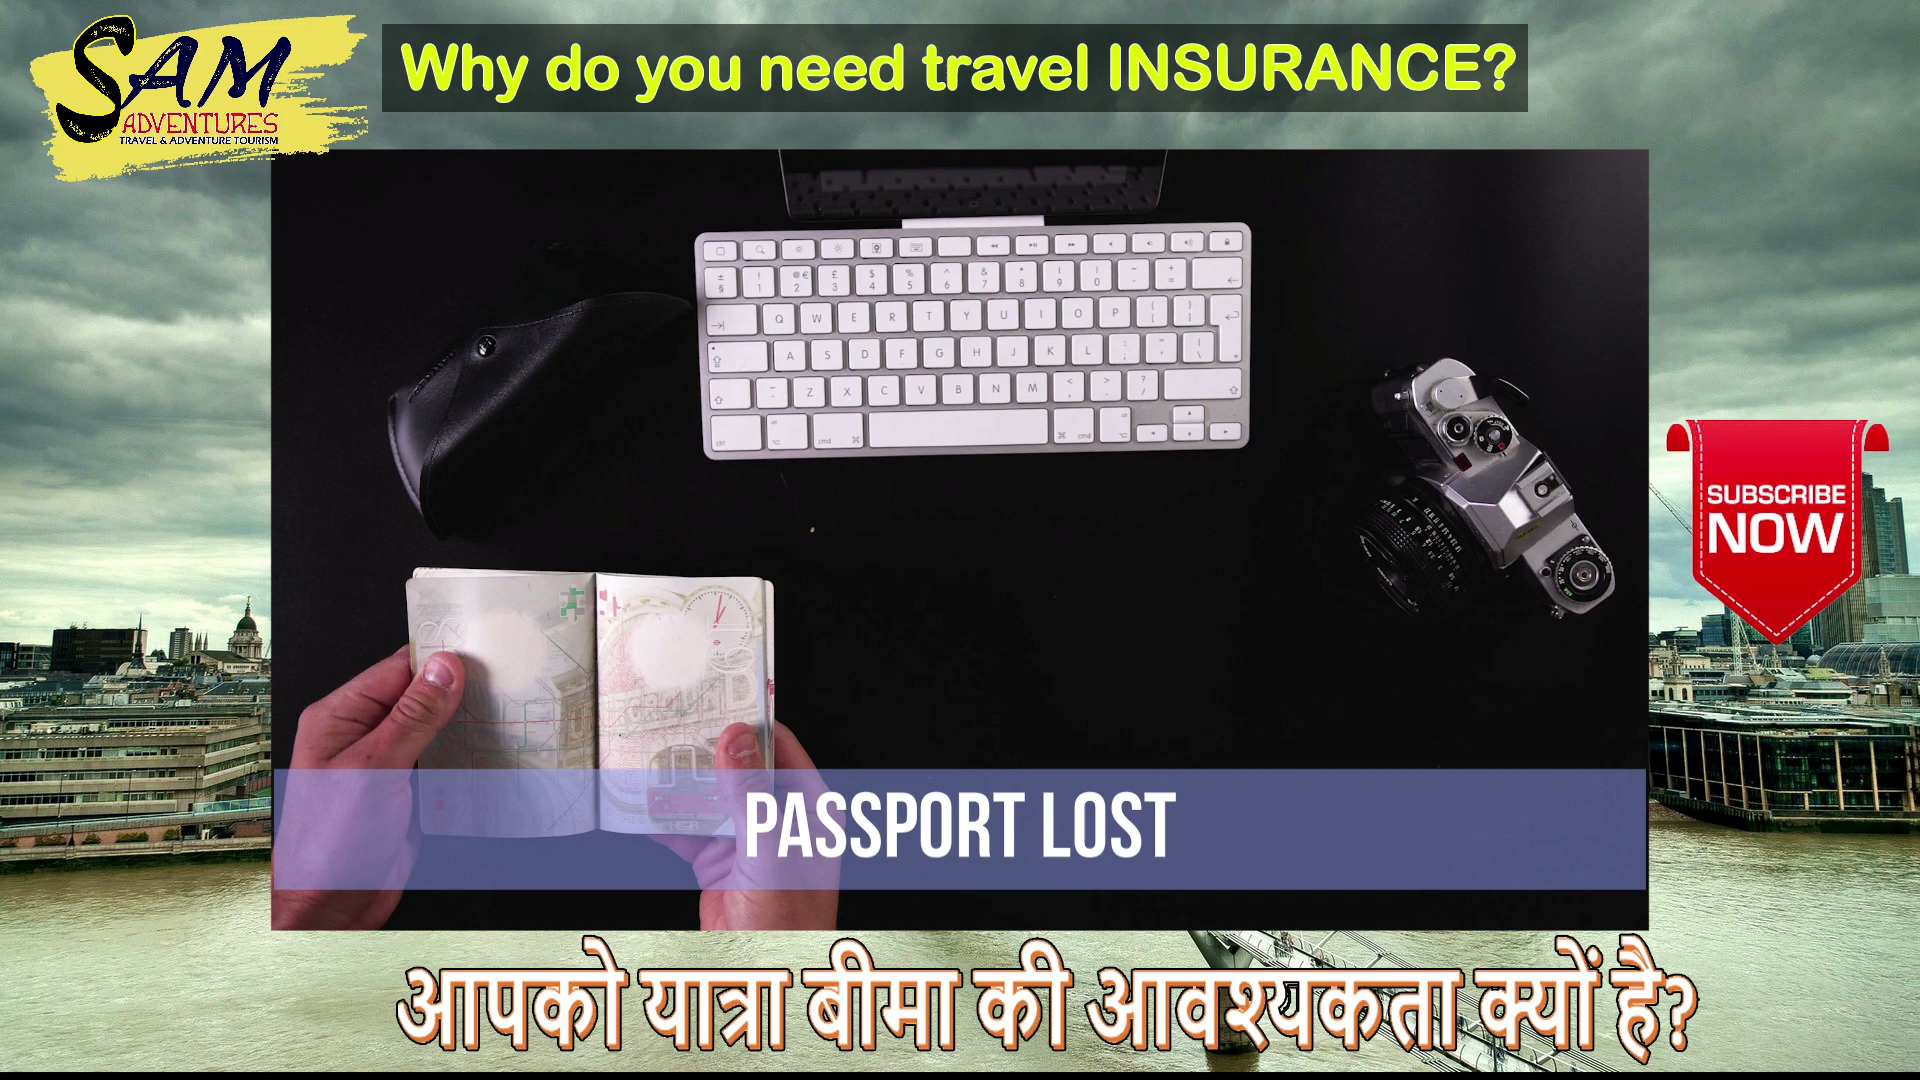 SAM
ADVENTURES
TRAVEL & ADVENTURE TOURISM
Why do you need travel INSURANCE?
SUBSCRIBE
NOW
PASSPORT LOST
आपको यात्रा बीमा की आवश्यकता क्यों है?